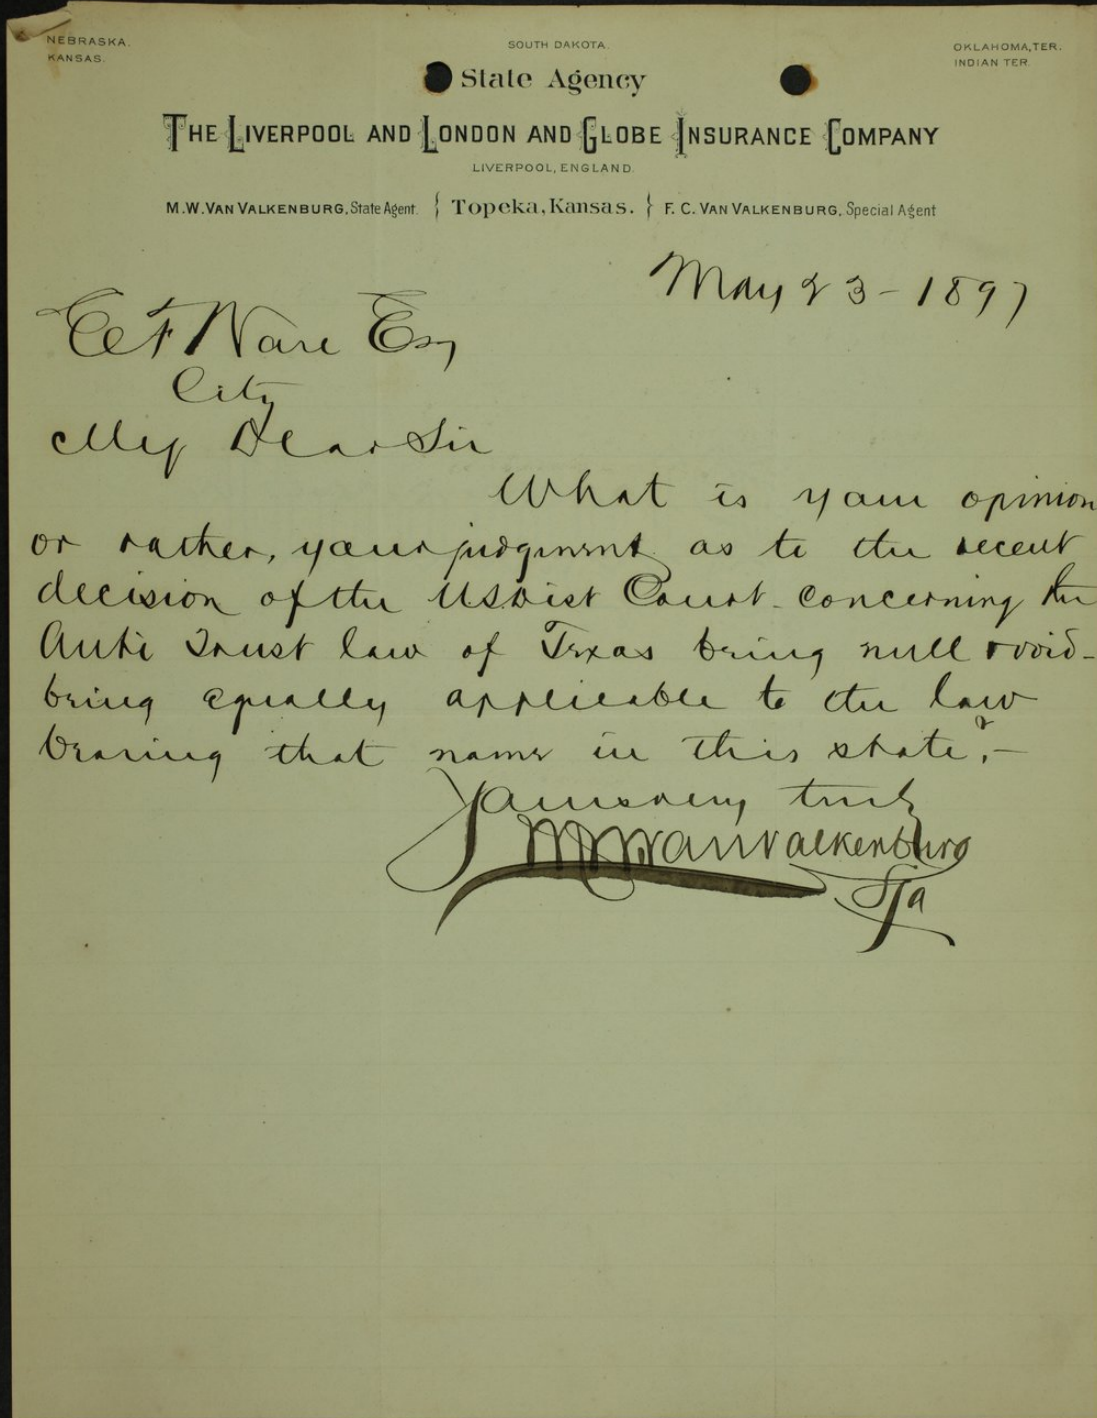 NEBRASKA.
KANSAS.
SOUTH DAKOTA.
OKLAHOMA, TER.
INDIAN TER.
State Agency
THE LIVERPOOL AND LONDON AND GLOBE INSURANCE COMPANY
LIVERPOOL, ENGLAND.
M. W. VAN VALKENBURG, State Agent. { Topeka, Kansas. } F. C. VAN VALKENBURG, Special Agent
May 23 - 1897
Ware Esq
City
My Dear Sir
What is your opinion
or rather, your judgment as to the recent
decision of the US Dist Court - concerning the
Anti Trust law of Texas being null & void -
being equally applicable to the law
bearing that name in this state? -
Yours very truly
MW Van Valkenburg
SA